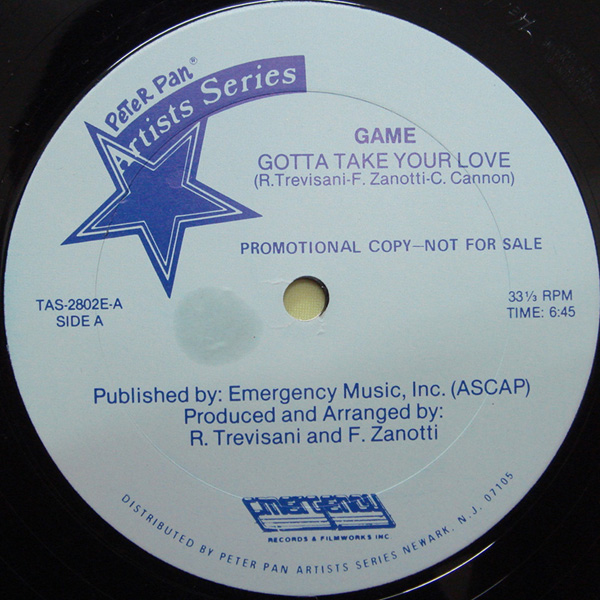 PETER PAN®
Artists Series
GAME
GOTTA TAKE YOUR LOVE
(R.Trevisani-F. Zanotti-C. Cannon)
PROMOTIONAL COPY—NOT FOR SALE
TAS-2802E-A
SIDE A
33⅓ RPM
TIME: 6:45
Published by: Emergency Music, Inc. (ASCAP)
Produced and Arranged by:
R. Trevisani and F. Zanotti
emergency
RECORDS & FILMWORKS INC
DISTRIBUTED BY PETER PAN ARTISTS SERIES NEWARK, N.J. 07105